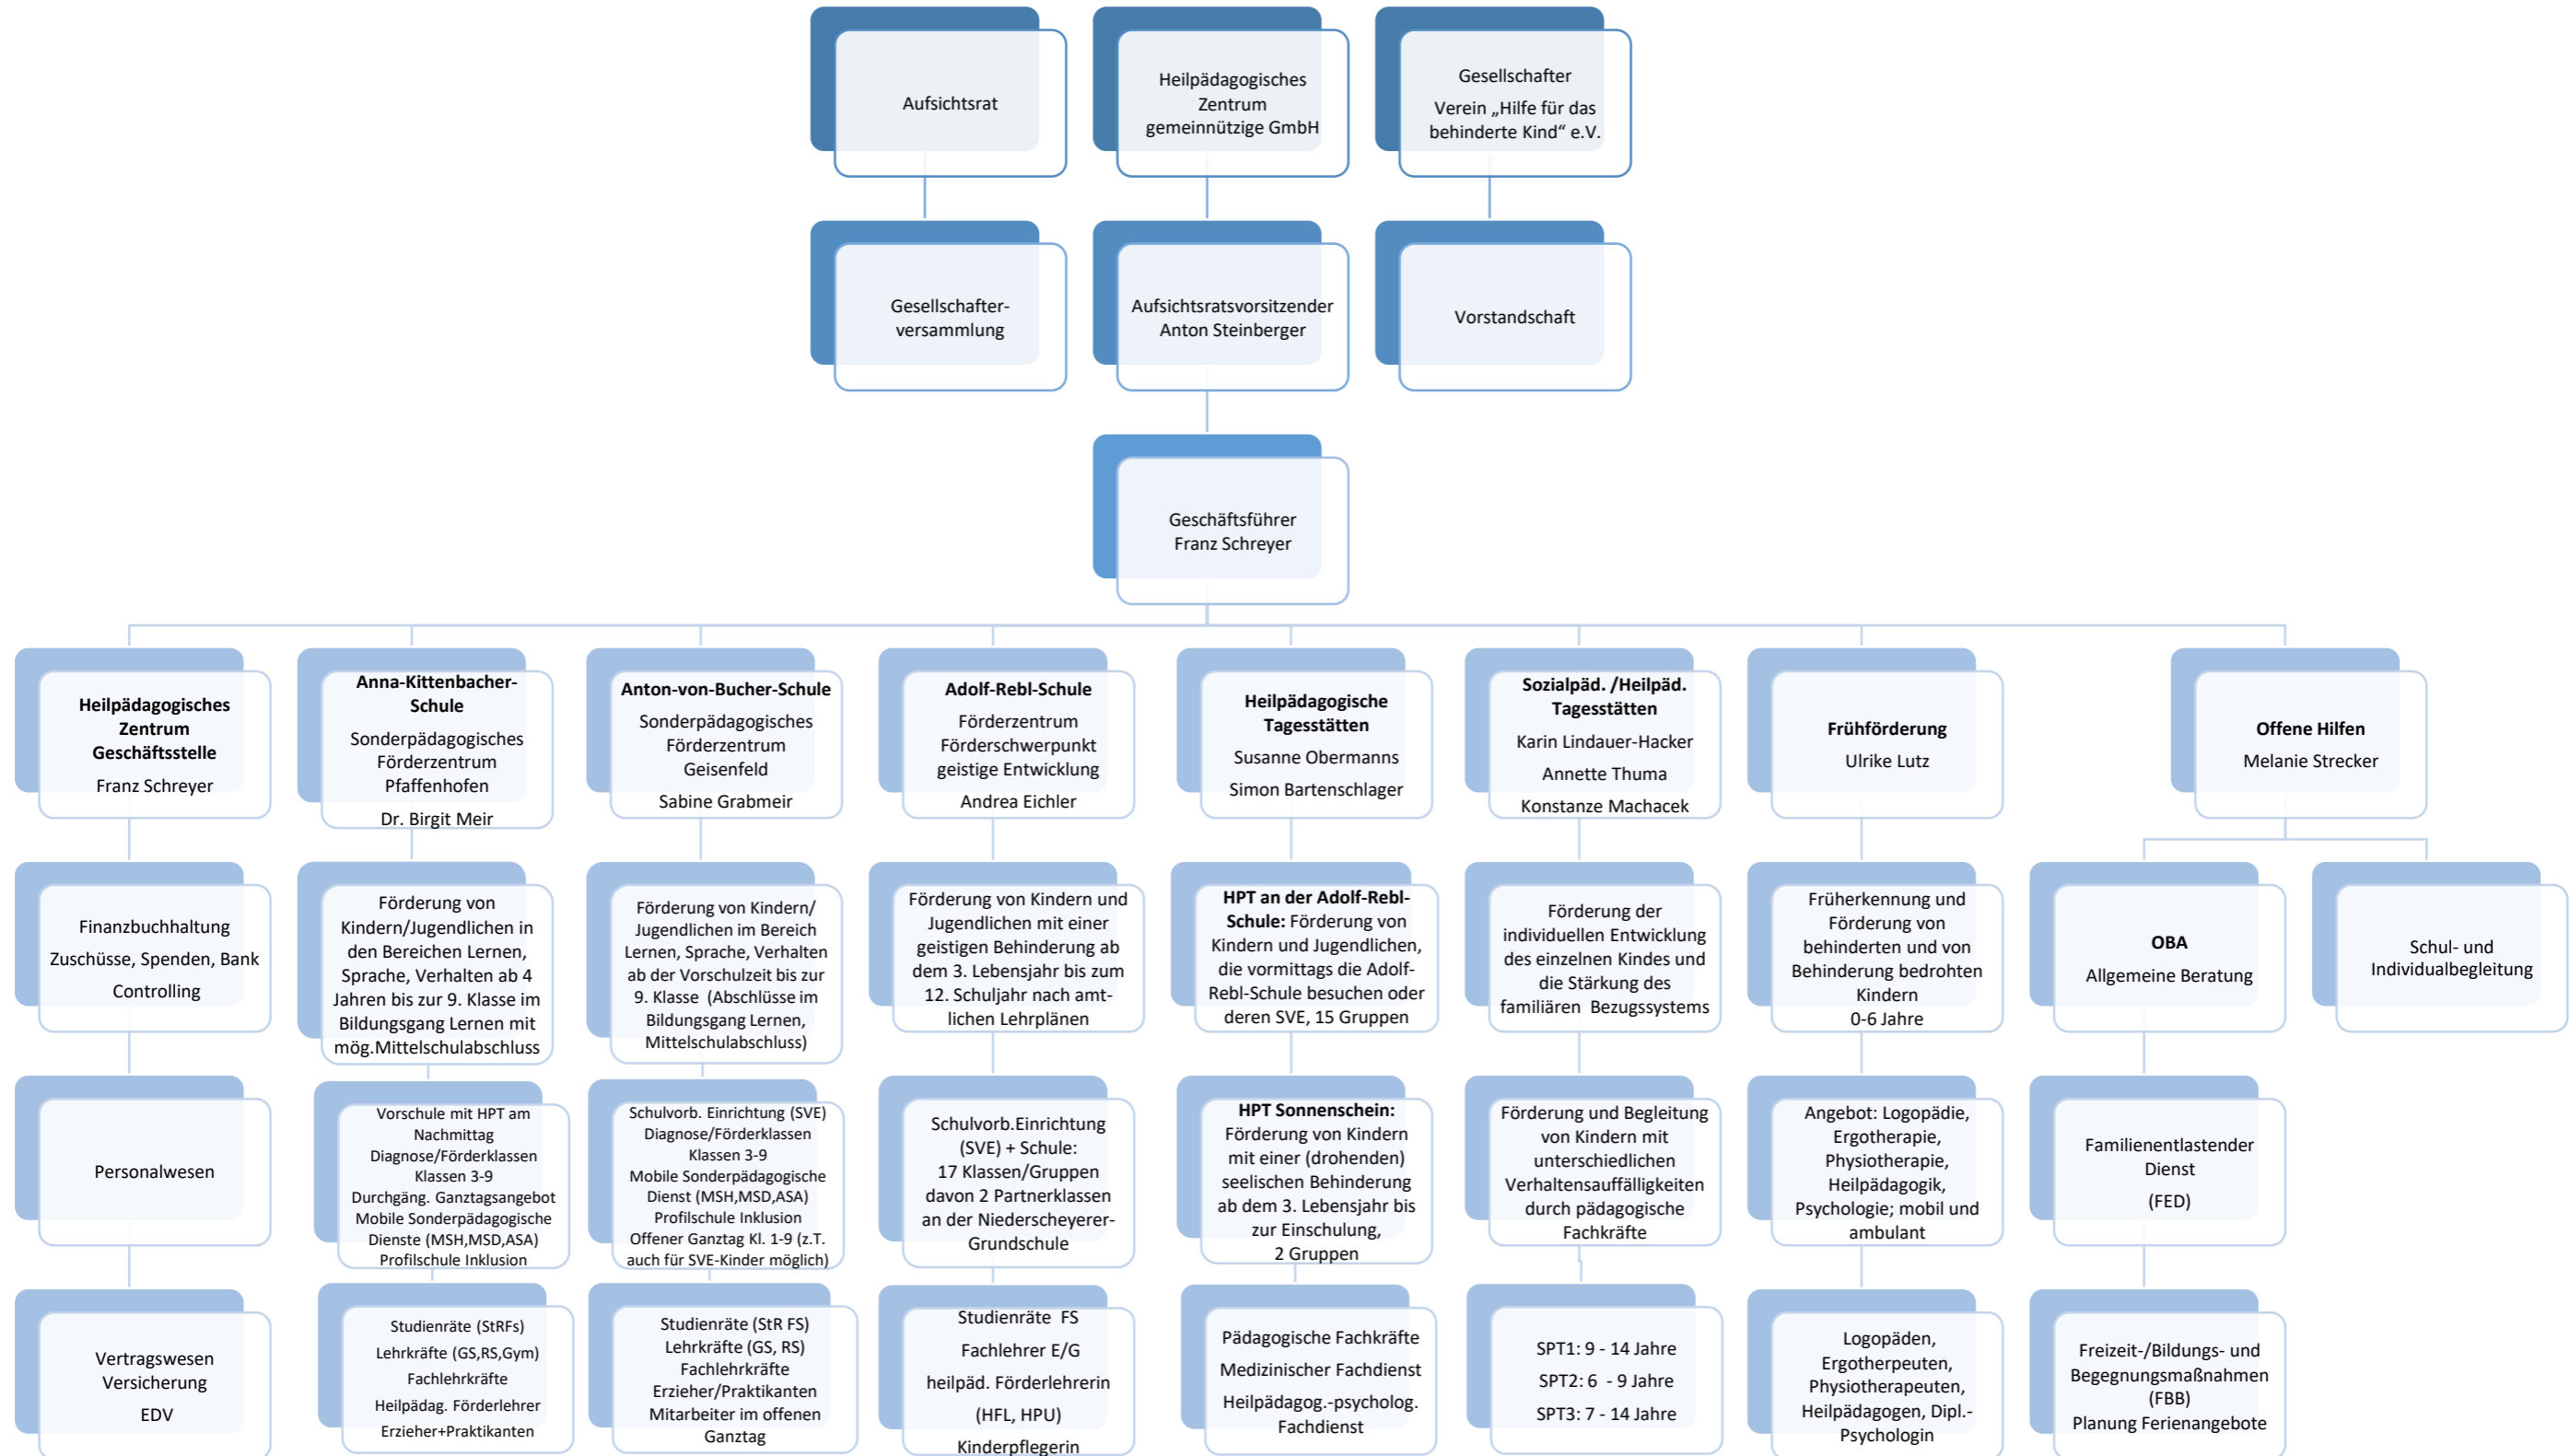 Aufsichtsrat
Heilpädagogisches
Zentrum
gemeinnützige GmbH
Gesellschafter
Verein „Hilfe für das
behinderte Kind“ e.V.
Gesellschafter-
versammlung
Aufsichtsratsvorsitzender
Anton Steinberger
Vorstandschaft
Geschäftsführer
Franz Schreyer
Heilpädagogisches
Zentrum
Geschäftsstelle
Franz Schreyer
Anna-Kittenbacher-
Schule
Sonderpädagogisches
Förderzentrum
Pfaffenhofen
Dr. Birgit Meir
Anton-von-Bucher-Schule
Sonderpädagogisches
Förderzentrum
Geisenfeld
Sabine Grabmeir
Adolf-Rebl-Schule
Förderzentrum
Förderschwerpunkt
geistige Entwicklung
Andrea Eichler
Heilpädagogische
Tagesstätten
Susanne Obermanns
Simon Bartenschlager
Sozialpäd. /Heilpäd.
Tagesstätten
Karin Lindauer-Hacker
Annette Thuma
Konstanze Machacek
Frühförderung
Ulrike Lutz
Offene Hilfen
Melanie Strecker
Finanzbuchhaltung
Zuschüsse, Spenden, Bank
Controlling
Förderung von
Kindern/Jugendlichen in
den Bereichen Lernen,
Sprache, Verhalten ab 4
Jahren bis zur 9. Klasse im
Bildungsgang Lernen mit
mög.Mittelschulabschluss
Förderung von Kindern/
Jugendlichen im Bereich
Lernen, Sprache, Verhalten
ab der Vorschulzeit bis zur
9. Klasse (Abschlüsse im
Bildungsgang Lernen,
Mittelschulabschluss)
Förderung von Kindern und
Jugendlichen mit einer
geistigen Behinderung ab
dem 3. Lebensjahr bis zum
12. Schuljahr nach amt-
lichen Lehrplänen
HPT an der Adolf-Rebl-
Schule: Förderung von
Kindern und Jugendlichen,
die vormittags die Adolf-
Rebl-Schule besuchen oder
deren SVE, 15 Gruppen
Förderung der
individuellen Entwicklung
des einzelnen Kindes und
die Stärkung des
familiären Bezugssystems
Früherkennung und
Förderung von
behinderten und von
Behinderung bedrohten
Kindern
0-6 Jahre
OBA
Allgemeine Beratung
Schul- und
Individualbegleitung
Personalwesen
Vorschule mit HPT am
Nachmittag
Diagnose/Förderklassen
Klassen 3-9
Durchgäng. Ganztagsangebot
Mobile Sonderpädagogische
Dienste (MSH,MSD,ASA)
Profilschule Inklusion
Schulvorb. Einrichtung (SVE)
Diagnose/Förderklassen
Klassen 3-9
Mobile Sonderpädagogische
Dienst (MSH,MSD,ASA)
Profilschule Inklusion
Offener Ganztag Kl. 1-9 (z.T.
auch für SVE-Kinder möglich)
Schulvorb.Einrichtung
(SVE) + Schule:
17 Klassen/Gruppen
davon 2 Partnerklassen
an der Niederscheyerer-
Grundschule
HPT Sonnenschein:
Förderung von Kindern
mit einer (drohenden)
seelischen Behinderung
ab dem 3. Lebensjahr bis
zur Einschulung,
2 Gruppen
Förderung und Begleitung
von Kindern mit
unterschiedlichen
Verhaltensauffälligkeiten
durch pädagogische
Fachkräfte
Angebot: Logopädie,
Ergotherapie,
Physiotherapie,
Heilpädagogik,
Psychologie; mobil und
ambulant
Familienentlastender
Dienst
(FED)
Vertragswesen
Versicherung
EDV
Studienräte (StRFs)
Lehrkräfte (GS,RS,Gym)
Fachlehrkräfte
Heilpädag. Förderlehrer
Erzieher+Praktikanten
Studienräte (StR FS)
Lehrkräfte (GS, RS)
Fachlehrkräfte
Erzieher/Praktikanten
Mitarbeiter im offenen
Ganztag
Studienräte FS
Fachlehrer E/G
heilpäd. Förderlehrerin
(HFL, HPU)
Kinderpflegerin
Pädagogische Fachkräfte
Medizinischer Fachdienst
Heilpädagog.-psycholog.
Fachdienst
SPT1: 9 - 14 Jahre
SPT2: 6 - 9 Jahre
SPT3: 7 - 14 Jahre
Logopäden,
Ergotherpeuten,
Physiotherapeuten,
Heilpädagogen, Dipl.-
Psychologin
Freizeit-/Bildungs- und
Begegnungsmaßnahmen
(FBB)
Planung Ferienangebote